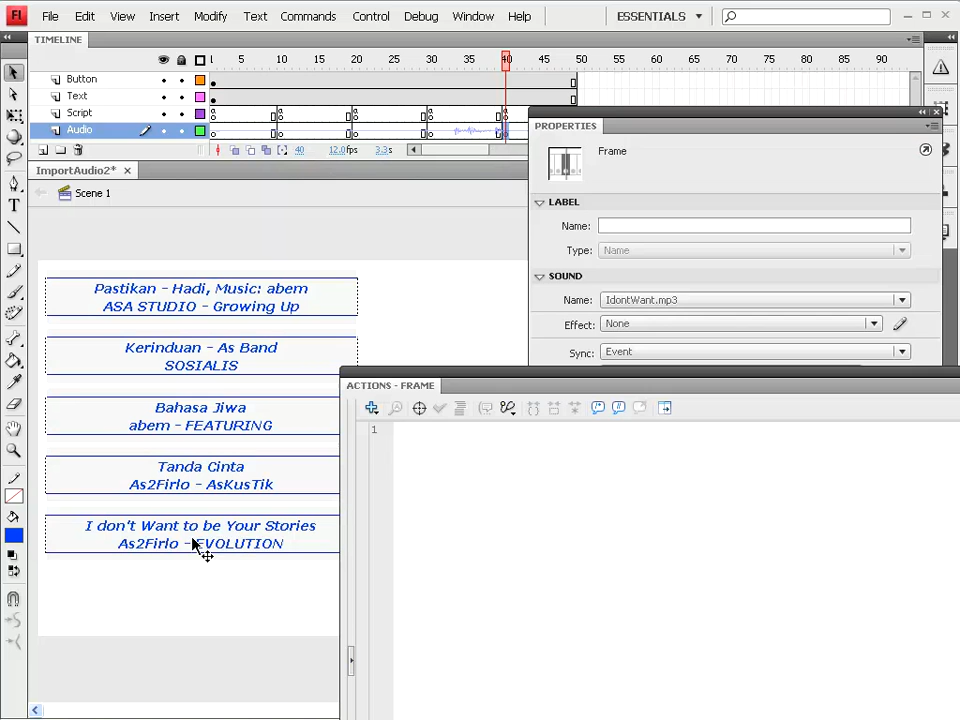 Fl File Edit View Insert Modify Text Commands Control Debug Window Help ESSENTIALS
TIMELINE
5 10 15 20 25 30 35 40 45 50 55 60 65 70 75 80 85 90
Button
Text
Script
Audio
40 12.0fps 3.3s
ImportAudio2*
Scene 1
PROPERTIES
Frame
LABEL
Name:
Type: Name
SOUND
Name: IdontWant.mp3
Effect: None
Sync: Event
Pastikan - Hadi, Music: abem
ASA STUDIO - Growing Up
Kerinduan - As Band
SOSIALIS
Bahasa Jiwa
abem - FEATURING
Tanda Cinta
As2Firlo - AsKusTik
I don't Want to be Your Stories
As2Firlo - EVOLUTION
ACTIONS - FRAME
1